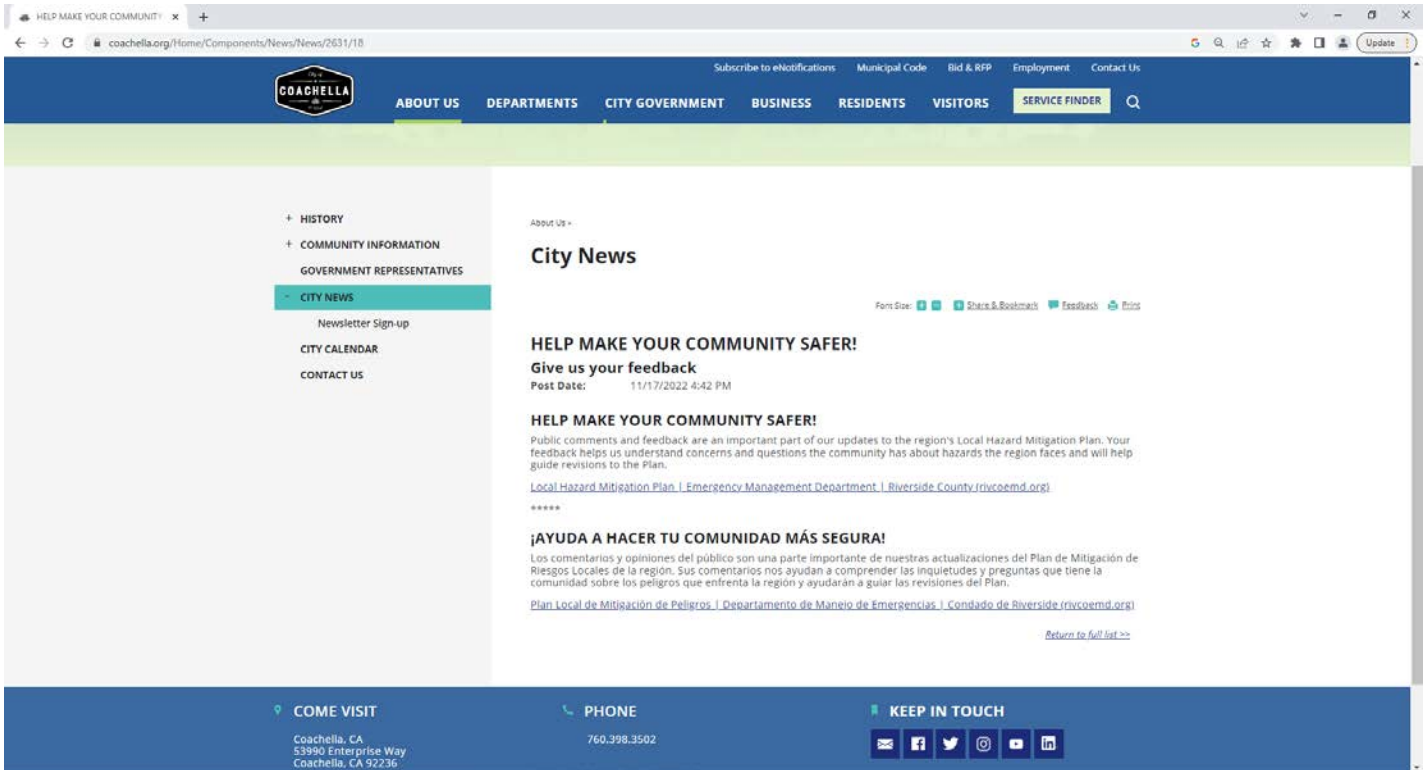 HELP MAKE YOUR COMMUNITY
coachella.org/Home/Components/News/News/2631/18
Update
Subscribe to eNotifications Municipal Code Bid & RFP Employment Contact Us
City of
COACHELLA
ABOUT US DEPARTMENTS CITY GOVERNMENT BUSINESS RESIDENTS VISITORS SERVICE FINDER
+ HISTORY
+ COMMUNITY INFORMATION
GOVERNMENT REPRESENTATIVES
- CITY NEWS
Newsletter Sign-up
CITY CALENDAR
CONTACT US
About Us »
City News
Font Size: + - + Share & Bookmark Feedback Print
HELP MAKE YOUR COMMUNITY SAFER!
Give us your feedback
Post Date: 11/17/2022 4:42 PM
HELP MAKE YOUR COMMUNITY SAFER!
Public comments and feedback are an important part of our updates to the region's Local Hazard Mitigation Plan. Your
feedback helps us understand concerns and questions the community has about hazards the region faces and will help
guide revisions to the Plan.
Local Hazard Mitigation Plan | Emergency Management Department | Riverside County (rivcoemd.org)
*****
¡AYUDA A HACER TU COMUNIDAD MÁS SEGURA!
Los comentarios y opiniones del público son una parte importante de nuestras actualizaciones del Plan de Mitigación de
Riesgos Locales de la región. Sus comentarios nos ayudan a comprender las inquietudes y preguntas que tiene la
comunidad sobre los peligros que enfrenta la región y ayudarán a guiar las revisiones del Plan.
Plan Local de Mitigación de Peligros | Departamento de Manejo de Emergencias | Condado de Riverside (rivcoemd.org)
Return to full list >>
COME VISIT
Coachella, CA
53990 Enterprise Way
Coachella, CA 92236
PHONE
760.398.3502
KEEP IN TOUCH